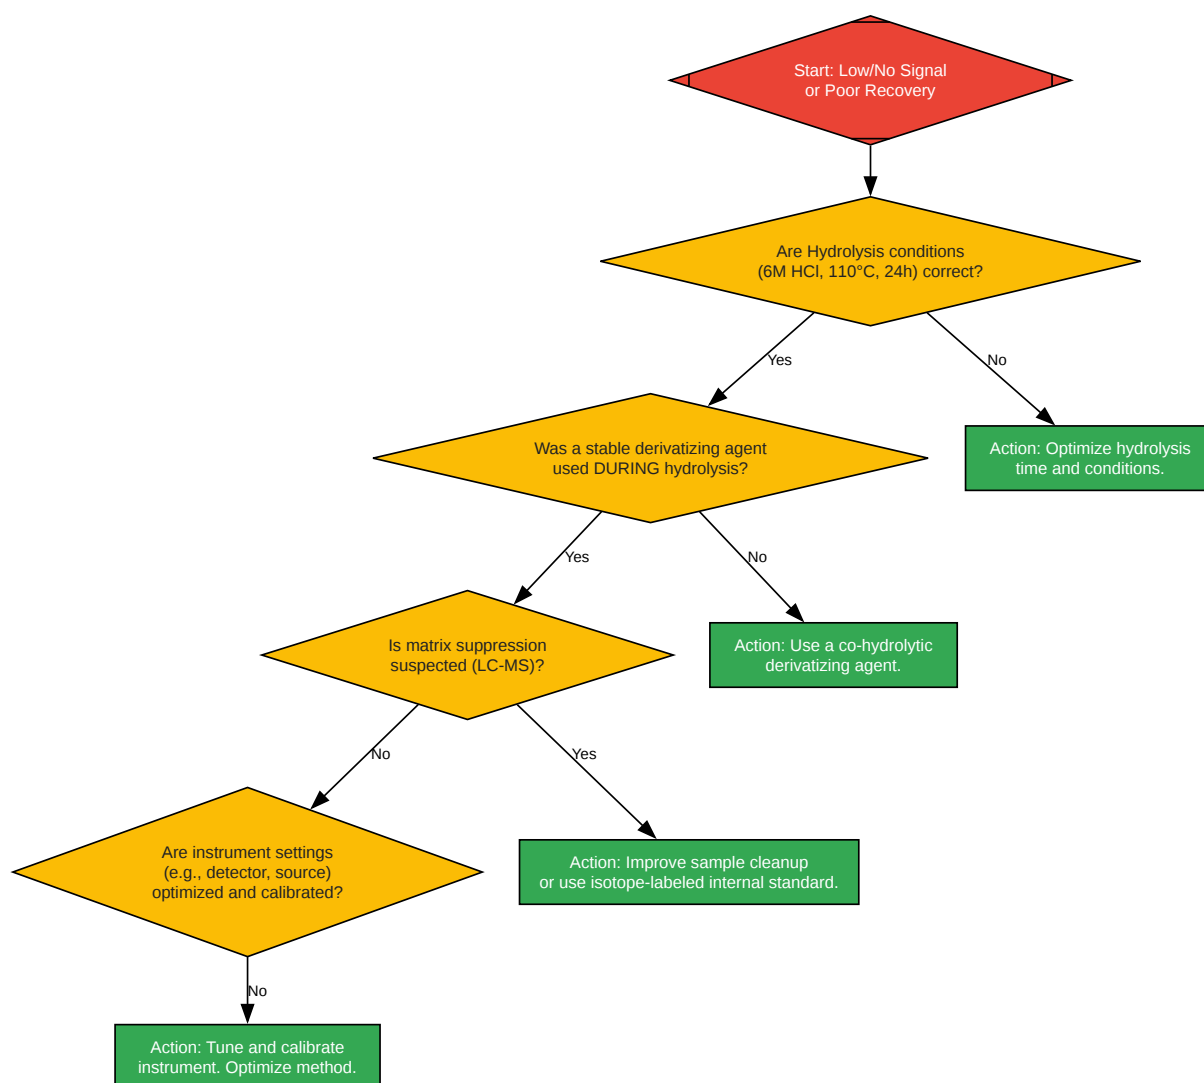 Start: Low/No Signal
or Poor Recovery
Are Hydrolysis conditions
(6M HCl, 110°C, 24h) correct?
Yes
No
Was a stable derivatizing agent
used DURING hydrolysis?
Action: Optimize hydrolysis
time and conditions.
Yes
No
Is matrix suppression
suspected (LC-MS)?
Action: Use a co-hydrolytic
derivatizing agent.
No
Yes
Are instrument settings
(e.g., detector, source)
optimized and calibrated?
Action: Improve sample cleanup
or use isotope-labeled internal standard.
No
Action: Tune and calibrate
instrument. Optimize method.